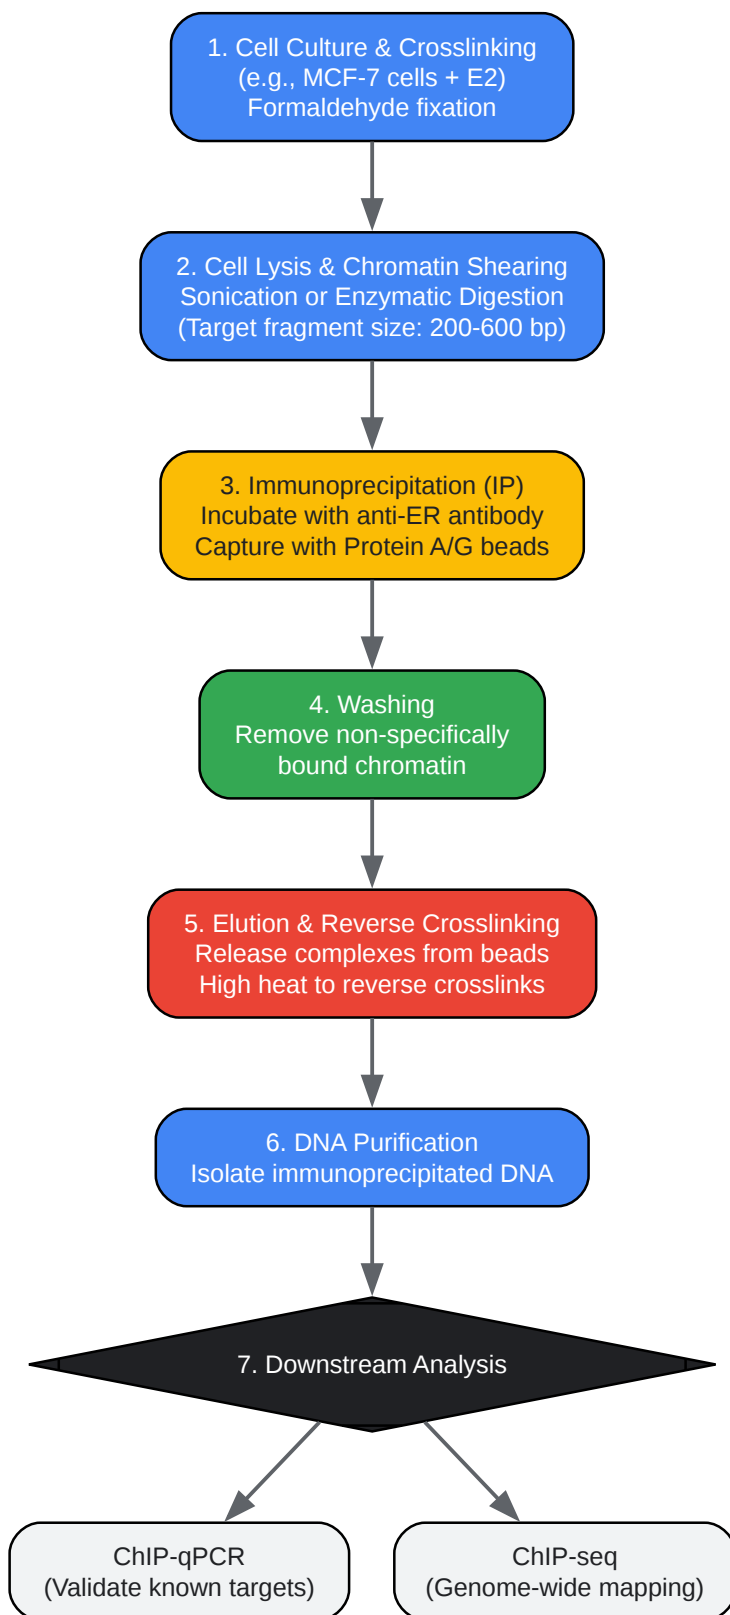 1. Cell Culture & Crosslinking
(e.g., MCF-7 cells + E2)
Formaldehyde fixation
2. Cell Lysis & Chromatin Shearing
Sonication or Enzymatic Digestion
(Target fragment size: 200-600 bp)
3. Immunoprecipitation (IP)
Incubate with anti-ER antibody
Capture with Protein A/G beads
4. Washing
Remove non-specifically
bound chromatin
5. Elution & Reverse Crosslinking
Release complexes from beads
High heat to reverse crosslinks
6. DNA Purification
Isolate immunoprecipitated DNA
7. Downstream Analysis
ChIP-qPCR
(Validate known targets)
ChIP-seq
(Genome-wide mapping)